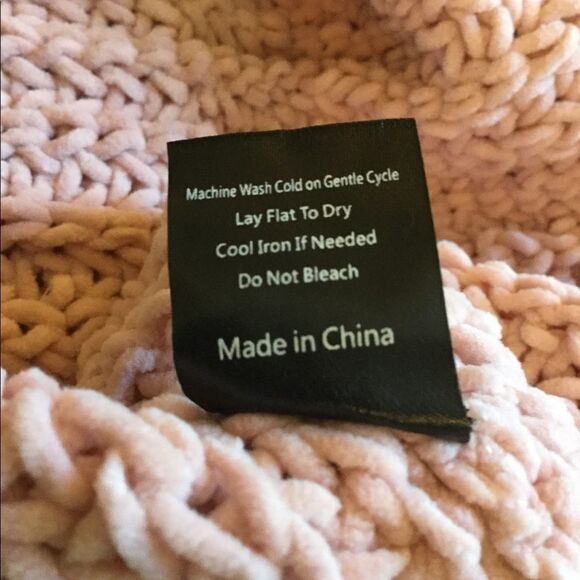 Machine Wash Cold on Gentle Cycle
Lay Flat To Dry
Cool Iron If Needed
Do Not Bleach
Made in China